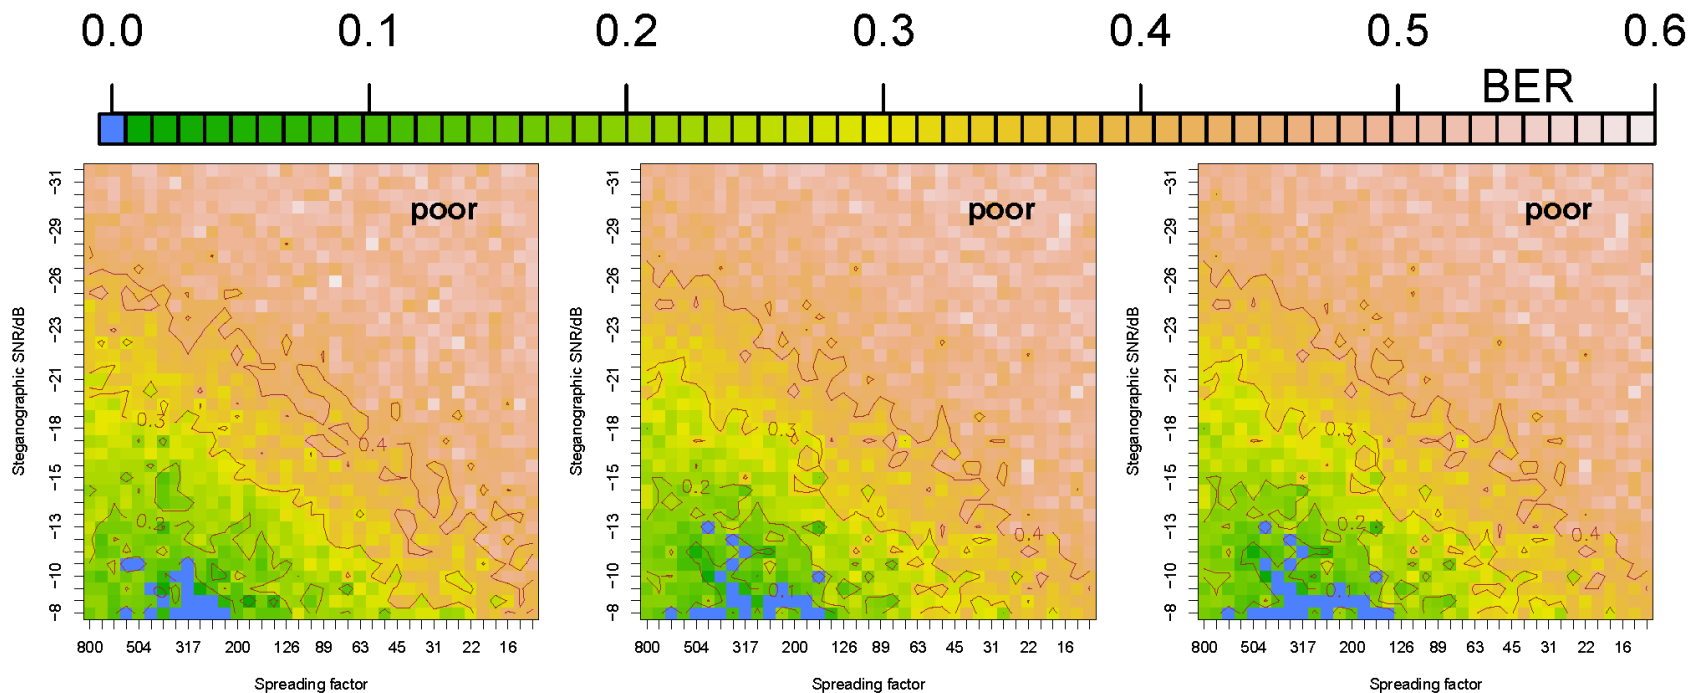 0.0 0.1 0.2 0.3 0.4 0.5 0.6
BER
poor
0.3
0.4
0.2
−31 −29 −26 −23 −21 −18 −15 −13 −10 −8
Steganographic SNR/dB
800 504 317 200 126 89 63 45 31 22 16
Spreading factor
poor
0.3
0.2
0.4
−31 −29 −26 −23 −21 −18 −15 −13 −10 −8
Steganographic SNR/dB
800 504 317 200 126 89 63 45 31 22 16
Spreading factor
poor
0.3
0.2
0.4
−31 −29 −26 −23 −21 −18 −15 −13 −10 −8
Steganographic SNR/dB
800 504 317 200 126 89 63 45 31 22 16
Spreading factor